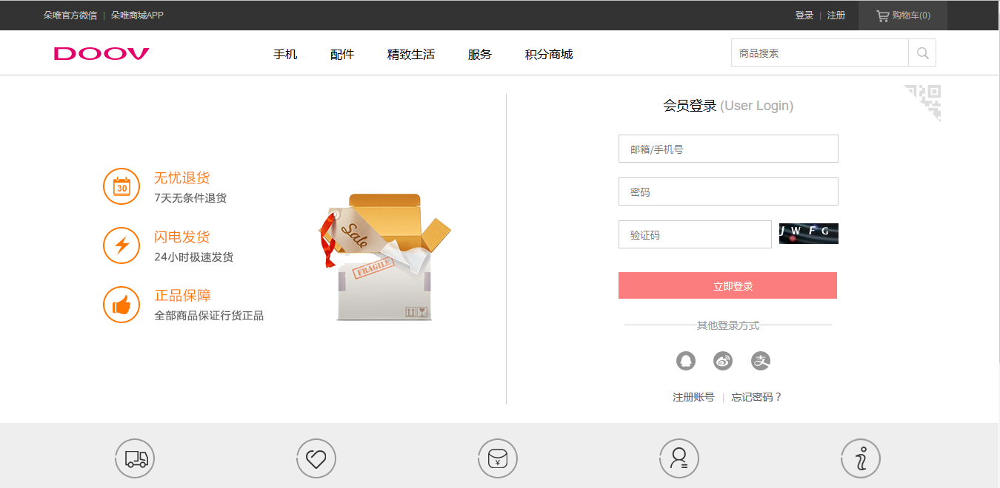 朵唯官方微信 | 朵唯商城APP 登录 | 注册 购物车(0)
DOOV 手机 配件 精致生活 服务 积分商城 商品搜索
会员登录 (User Login)
邮箱/手机号
密码
验证码 JWFG
立即登录
其他登录方式
支
注册账号 | 忘记密码？
30
无忧退货
7天无条件退货
闪电发货
24小时极速发货
正品保障
全部商品保证行货正品
Sale
FRAGILE
¥